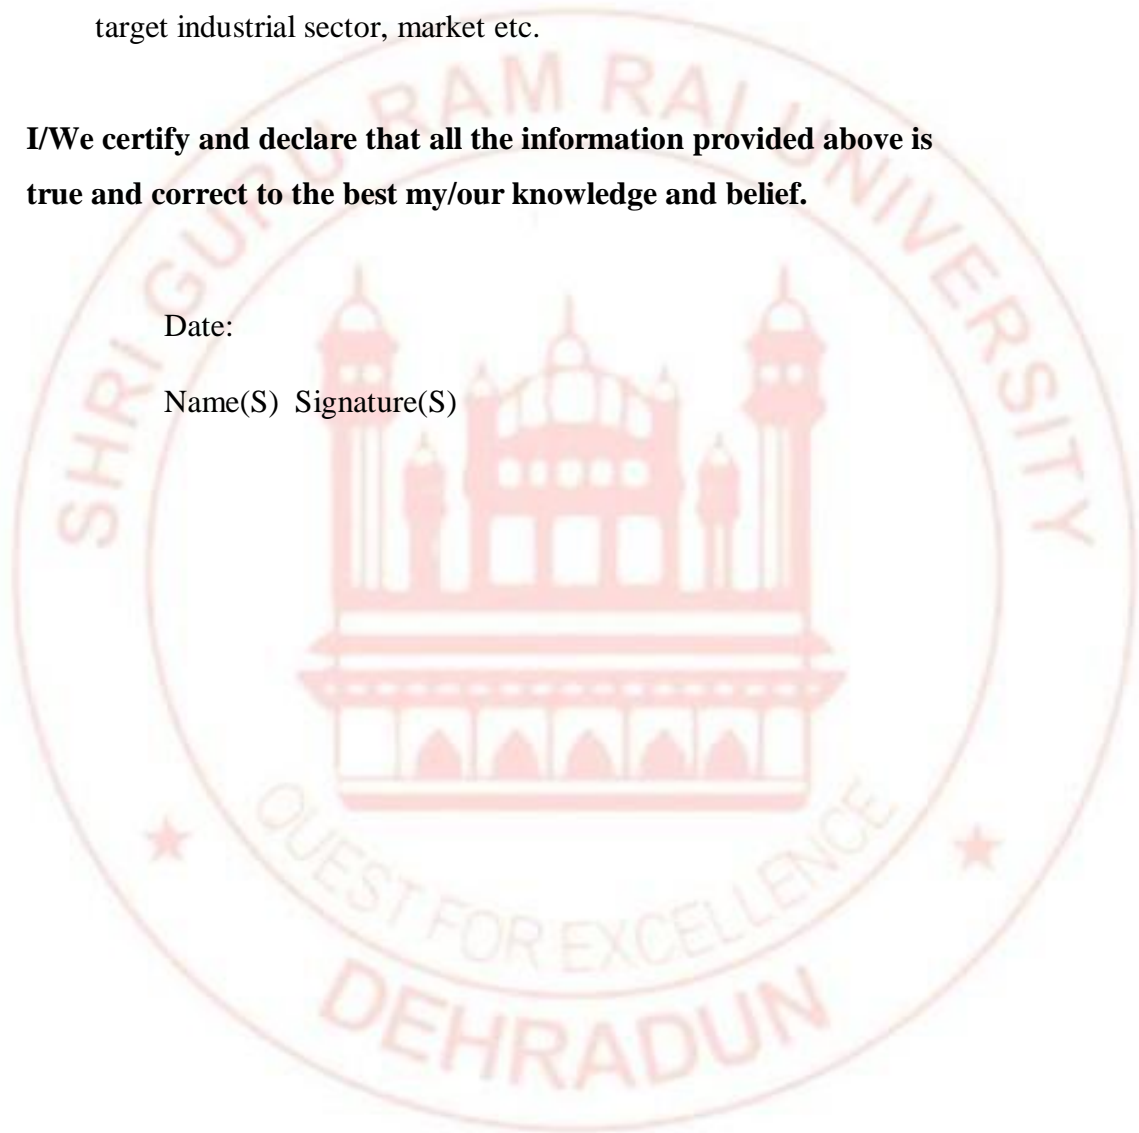 target industrial sector, market etc.
I/We certify and declare that all the information provided above is
true and correct to the best my/our knowledge and belief.
Date:
Name(S) Signature(S)
SHRI GURU RAM RAI UNIVERSITY
QUEST FOR EXCELLENCE
DEHRADUN